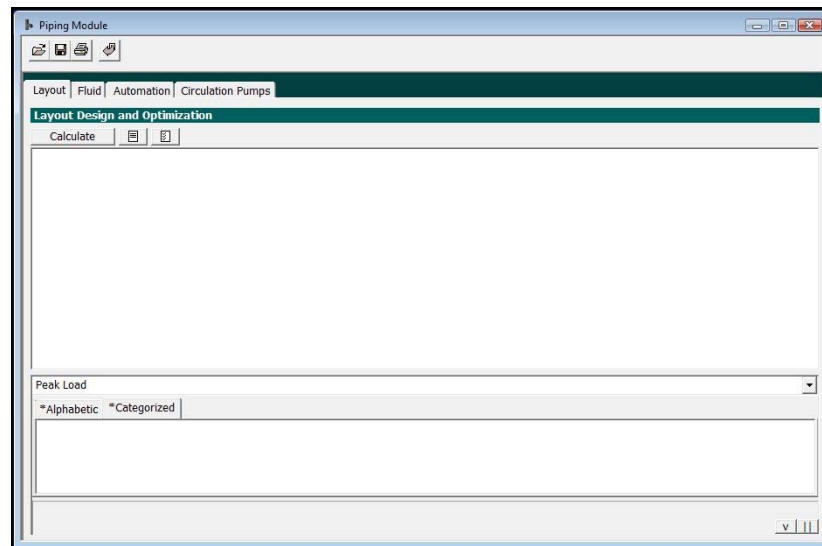 Piping Module
Layout Fluid Automation Circulation Pumps
Layout Design and Optimization
Calculate
Peak Load
*Alphabetic *Categorized
v ||